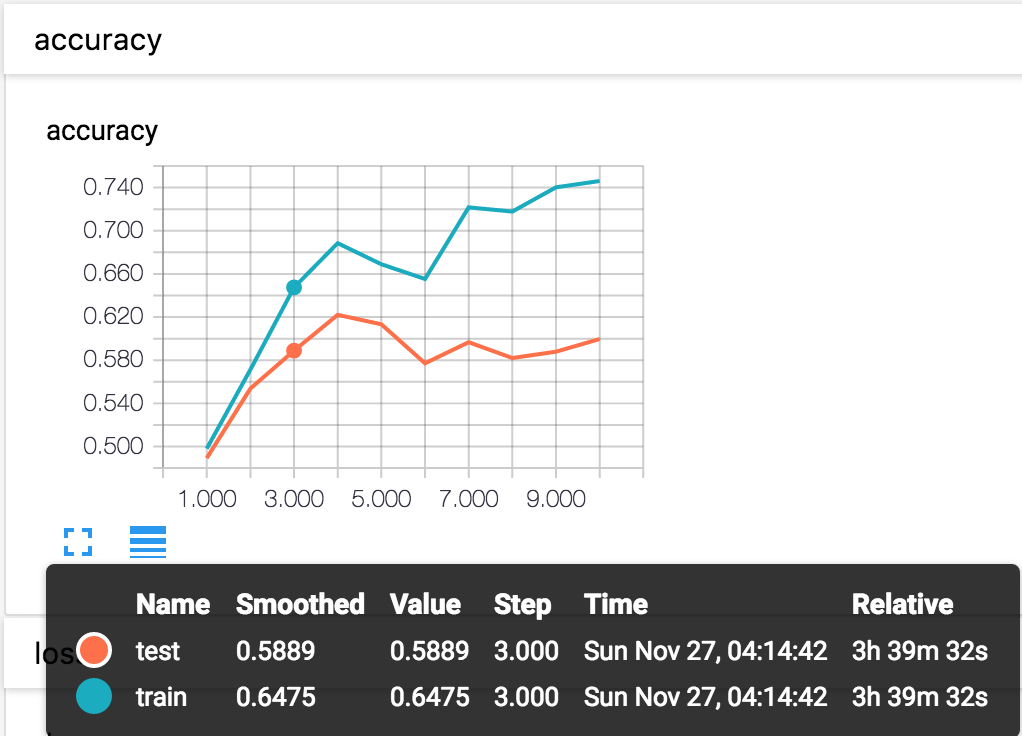 accuracy
accuracy
0.740
0.700
0.660
0.620
0.580
0.540
0.500
1.000 3.000 5.000 7.000 9.000
Name Smoothed Value Step Time Relative
test 0.5889 0.5889 3.000 Sun Nov 27, 04:14:42 3h 39m 32s
train 0.6475 0.6475 3.000 Sun Nov 27, 04:14:42 3h 39m 32s